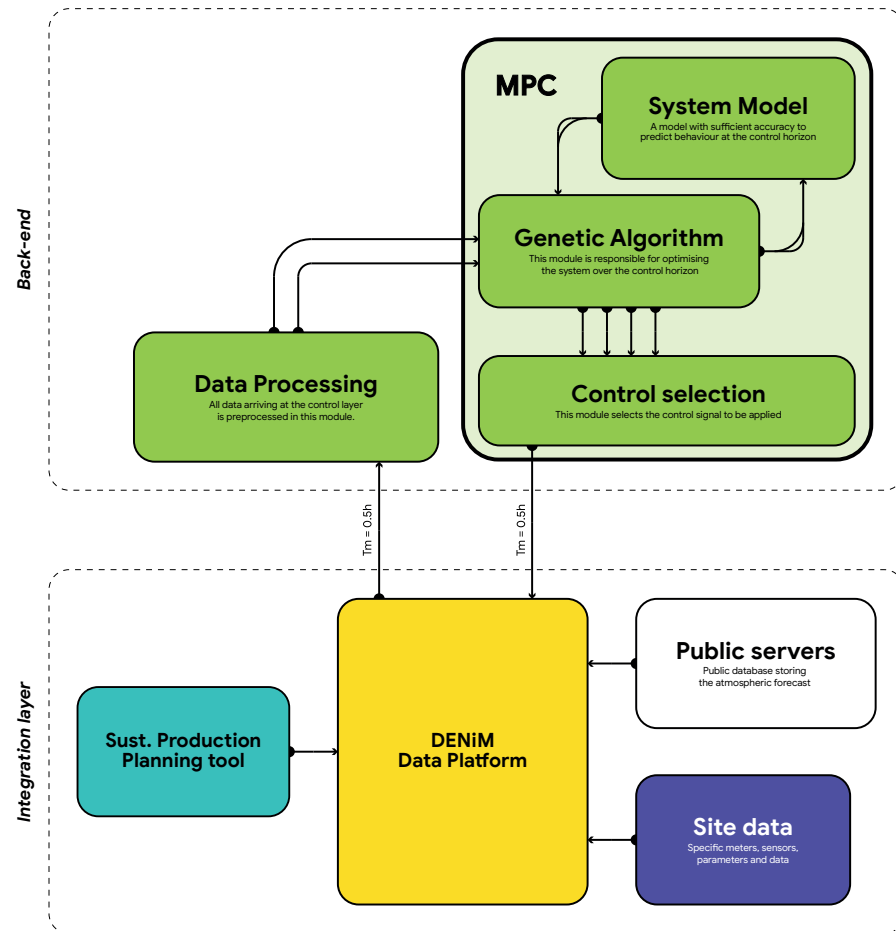 Back-end
MPC
System Model
A model with sufficient accuracy to
predict behaviour at the control horizon
Genetic Algorithm
This module is responsible for optimising
the system over the control horizon
Data Processing
All data arriving at the control layer
is preprocessed in this module.
Control selection
This module selects the control signal to be applied
Tm = 0.5h
Tm = 0.5h
Integration layer
Sust. Production
Planning tool
DENiM
Data Platform
Public servers
Public database storing
the atmospheric forecast
Site data
Specific meters, sensors,
parameters and data